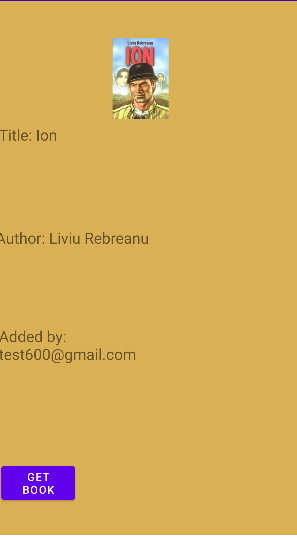 Liviu Rebreanu
ION
Title: Ion
Author: Liviu Rebreanu
Added by:
test600@gmail.com
GET
BOOK